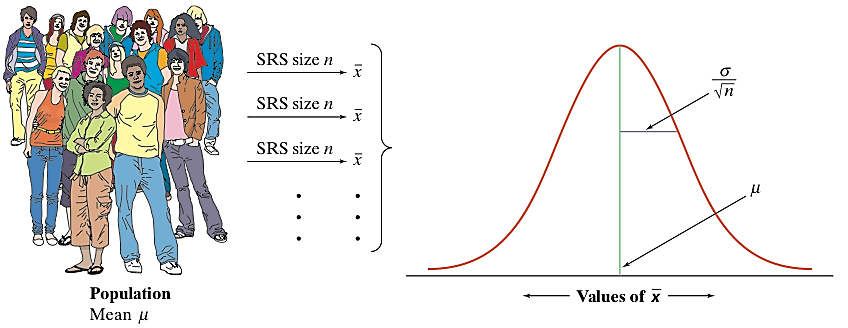 SRS size n
x̄
SRS size n
x̄
SRS size n
x̄
σ
√n
μ
Values of x̄
Population
Mean μ